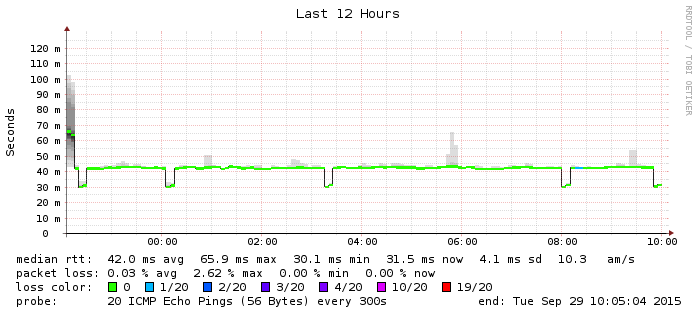 Last 12 Hours
RRDTOOL / TOBI OETIKER
Seconds
120 m
110 m
100 m
90 m
80 m
70 m
60 m
50 m
40 m
30 m
20 m
10 m
0
00:00 02:00 04:00 06:00 08:00 10:00
median rtt: 42.0 ms avg 65.9 ms max 30.1 ms min 31.5 ms now 4.1 ms sd 10.3 am/s
packet loss: 0.03 % avg 2.62 % max 0.00 % min 0.00 % now
loss color: 0 1/20 2/20 3/20 4/20 10/20 19/20
probe: 20 ICMP Echo Pings (56 Bytes) every 300s end: Tue Sep 29 10:05:04 2015